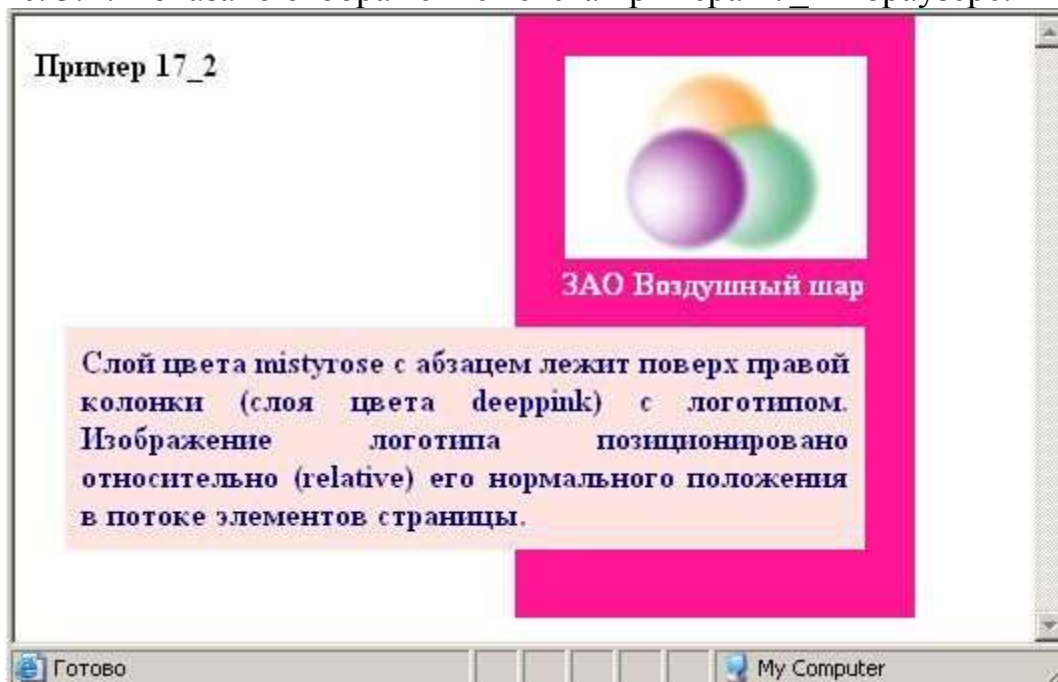 Пример 17_2
ЗАО Воздушный шар
Слой цвета mistyrose с абзацем лежит поверх правой
колонки (слоя цвета deeppink) с логотипом.
Изображение логотипа позиционировано
относительно (relative) его нормального положения
в потоке элементов страницы.
Готово
My Computer